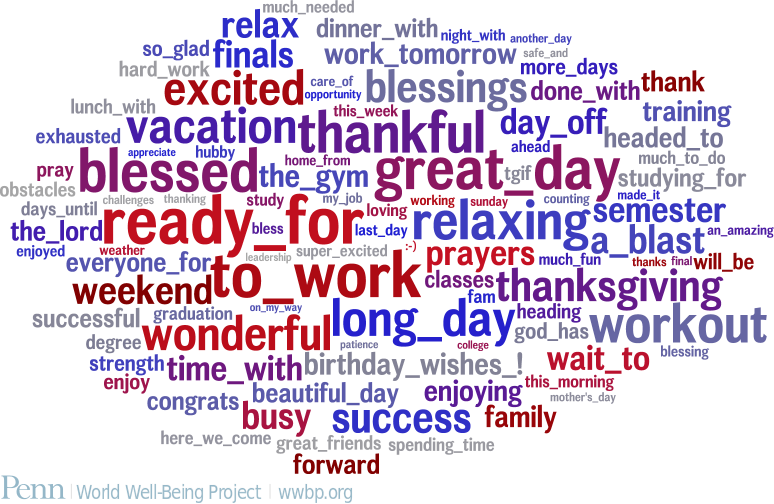 much_needed
relax dinner_with night_with another_day
so_glad finals work_tomorrow safe_and
hard_work more_days
excited care_of blessings done_with thank
opportunity
lunch_with this_week training
vacation thankful day_off
exhausted ahead headed_to
appreciate hubby home_from much_to_do
pray blessed the_gym great_day tgif studying_for
obstacles made_it
challenges thanking study my_job working sunday counting
days_until ready_for loving relaxing semester
the_lord bless last_day a_blast an_amazing
enjoyed weather leadership super_excited :-) prayers much_fun thanks final will_be
everyone_for to_work classes thanksgiving
weekend fam
successful graduation on_my_way long_day heading workout
degree wonderful god_has
patience college blessing
strength time_with birthday_wishes_! wait_to
enjoy this_morning
congrats beautiful_day enjoying mother's_day
busy success family
here_we_come great_friends spending_time
forward
Penn | World Well-Being Project | wwbp.org